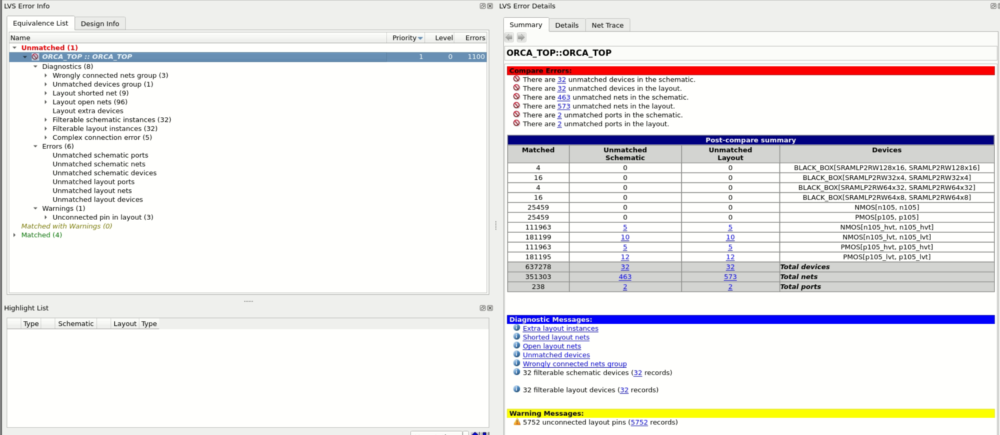 LVS Error Info
Equivalence List
Design Info
Name Priority Level Errors
Unmatched (1)
ORCA_TOP :: ORCA_TOP 1 0 1100
Diagnostics (8)
Wrongly connected nets group (3)
Unmatched devices group (1)
Layout shorted net (9)
Layout open nets (96)
Layout extra devices
Filterable schematic instances (32)
Filterable layout instances (32)
Complex connection error (5)
Errors (6)
Unmatched schematic ports
Unmatched schematic nets
Unmatched schematic devices
Unmatched layout ports
Unmatched layout nets
Unmatched layout devices
Warnings (1)
Unconnected pin in layout (3)
Matched with Warnings (0)
Matched (4)
Highlight List
Type Schematic Layout Type
LVS Error Details
Summary Details Net Trace
ORCA_TOP::ORCA_TOP
Compare Errors:
There are 32 unmatched devices in the schematic.
There are 32 unmatched devices in the layout.
There are 463 unmatched nets in the schematic.
There are 573 unmatched nets in the layout.
There are 2 unmatched ports in the schematic.
There are 2 unmatched ports in the layout.
Post-compare summary
Matched Unmatched Schematic Unmatched Layout Devices
4 0 0 BLACK_BOX[SRAMLP2RW128x16, SRAMLP2RW128x16]
16 0 0 BLACK_BOX[SRAMLP2RW32x4, SRAMLP2RW32x4]
4 0 0 BLACK_BOX[SRAMLP2RW64x32, SRAMLP2RW64x32]
16 0 0 BLACK_BOX[SRAMLP2RW64x8, SRAMLP2RW64x8]
25459 0 0 NMOS[n105, n105]
25459 0 0 PMOS[p105, p105]
111963 5 5 NMOS[n105_hvt, n105_hvt]
181199 10 10 NMOS[n105_lvt, n105_lvt]
111963 5 5 PMOS[p105_hvt, p105_hvt]
181195 12 12 PMOS[p105_lvt, p105_lvt]
637278 32 32 Total devices
351303 463 573 Total nets
238 2 2 Total ports
Diagnostic Messages:
Extra layout instances
Shorted layout nets
Open layout nets
Unmatched devices
Wrongly connected nets group
32 filterable schematic devices (32 records)
32 filterable layout devices (32 records)
Warning Messages:
5752 unconnected layout pins (5752 records)